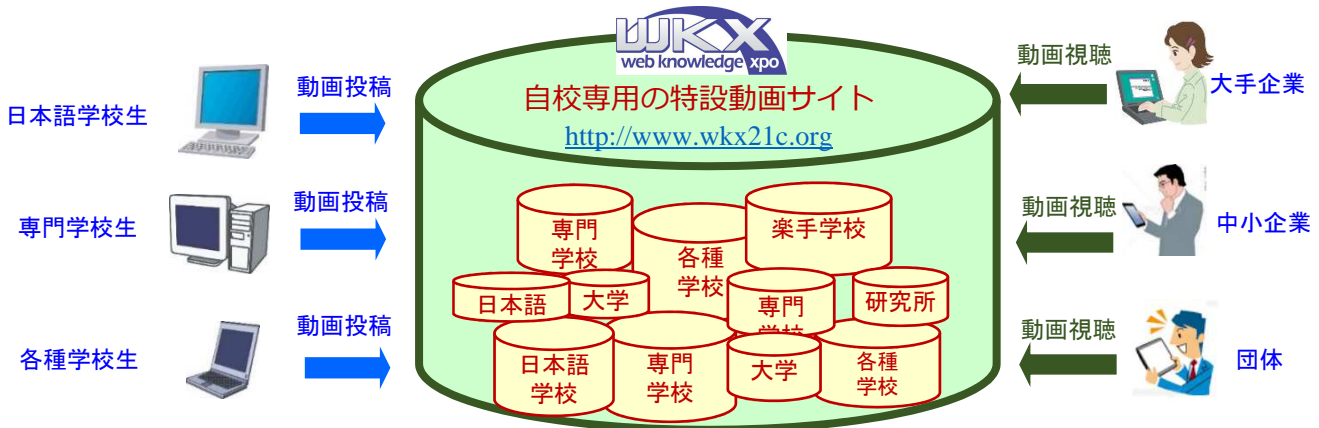 WKX
web knowledge xpo
自校専用の特設動画サイト
http://www.wkx21c.org
日本語学校生
動画投稿
専門学校生
動画投稿
各種学校生
動画投稿
専門
学校
各種
学校
楽手学校
日本語
大学
専門
学校
研究所
日本語
学校
専門
学校
大学
各種
学校
動画視聴
大手企業
動画視聴
中小企業
動画視聴
団体